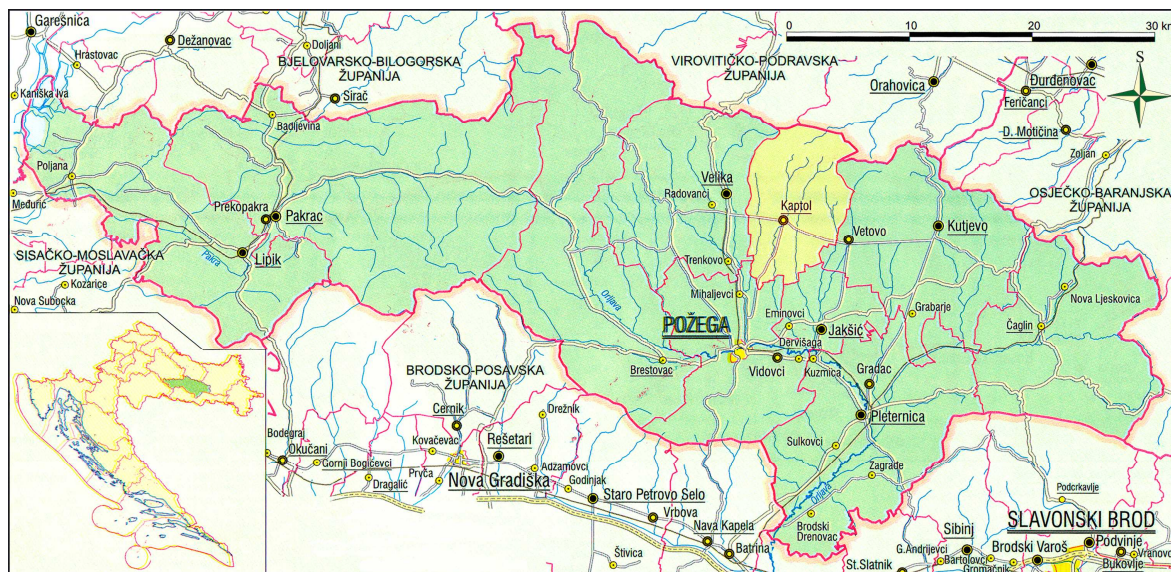 Garešnica
Dežanovac
Hrastovac
Kaniška Iva
Doljani
BJELOVARSKO-BILOGORSKA
ŽUPANIJA
Sirač
Badljevina
VIROVITIČKO-PODRAVSKA
ŽUPANIJA
0 10 20 30 km
S
Orahovica
Đurđenovac
Feričanci
D. Motičina
Zoljan
OSJEČKO-BARANJSKA
ŽUPANIJA
Poljana
Međurić
Prekopakra
Pakrac
Lipik
Pakra
SISAČKO-MOSLAVAČKA
ŽUPANIJA
Kozarice
Nova Subocka
Velika
Radovanci
Kaptol
Vetovo
Kutjevo
Trenkovo
Mihaljevci
Orljava
Nova Ljeskovica
Grabarje
Čaglin
Eminovci
Jakšić
POŽEGA
Dervišaga
Vidovci
Kuzmica
Gradac
Brestovac
Pleternica
Sulkovci
Zagrađe
Orljava
Brodski
Drenovac
BRODSKO-POSAVSKA
ŽUPANIJA
Cernik
Drežnik
Bodegraj
Okučani
Kovačevac
Rešetari
Gornji Bogićevci
Prvča
Adžamovci
Dragalić
Nova Gradiška
Godinjak
Staro Petrovo Selo
Vrbova
Nava Kapela
Batrina
Štivica
Podcrkavlje
SLAVONSKI BROD
Sibinj
Podvinje
G.Andrijevci
Brodski Varoš
Bartolovci
Vranovo
Gromačnik
Bukovlje
St.Slatnik